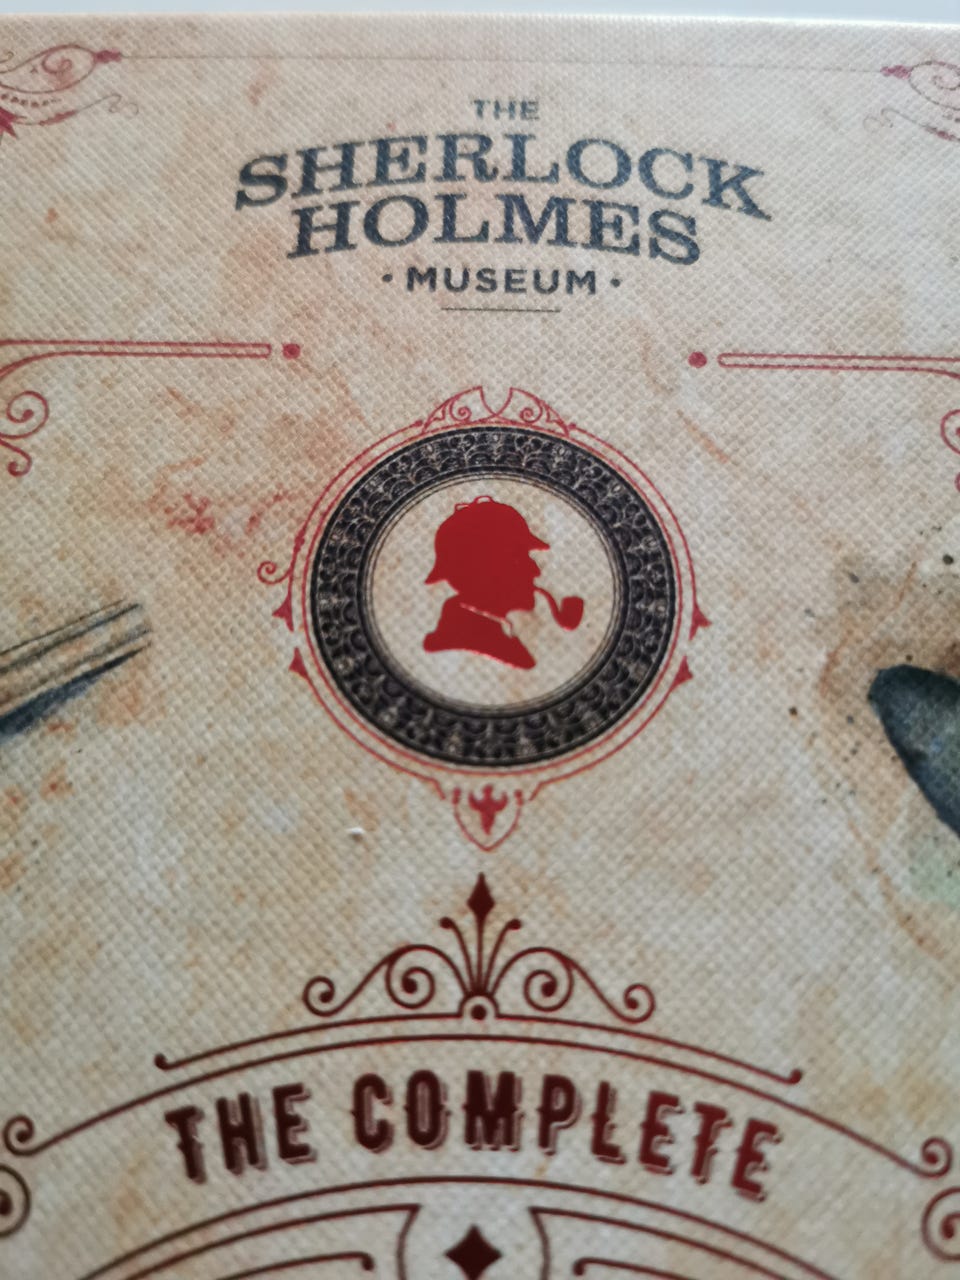 THE
SHERLOCK
HOLMES
• MUSEUM •
THE COMPLETE